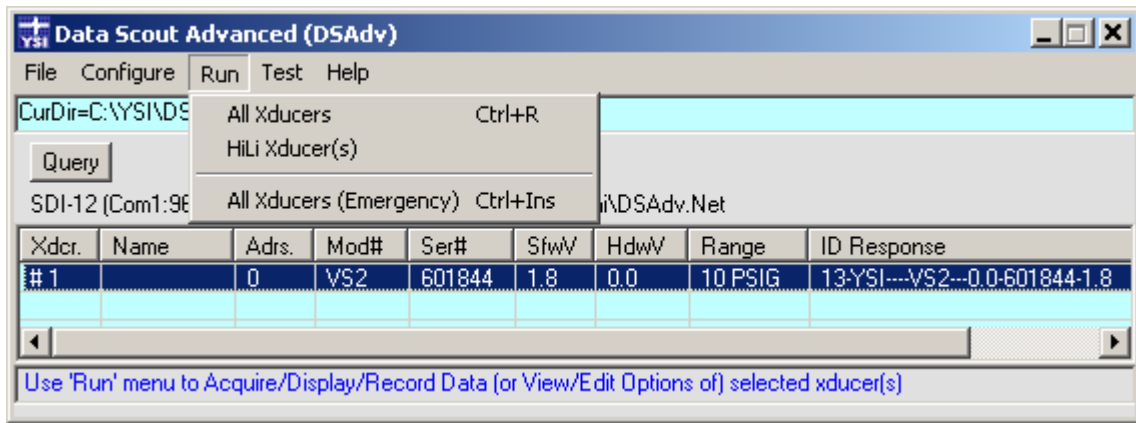 YSI Data Scout Advanced (DSAdv)
File Configure Run Test Help
CurDir=C:\YSI\DS
All Xducers Ctrl+R
HiLi Xducer(s)
Query
All Xducers (Emergency) Ctrl+Ins
SDI-12 (Com1:96 i\DSAdv.Net
Xdcr. Name Adrs. Mod# Ser# SfwV HdwV Range ID Response
# 1 0 VS2 601844 1.8 0.0 10 PSIG 13-YSI----VS2---0.0-601844-1.8
Use 'Run' menu to Acquire/Display/Record Data (or View/Edit Options of) selected xducer(s)